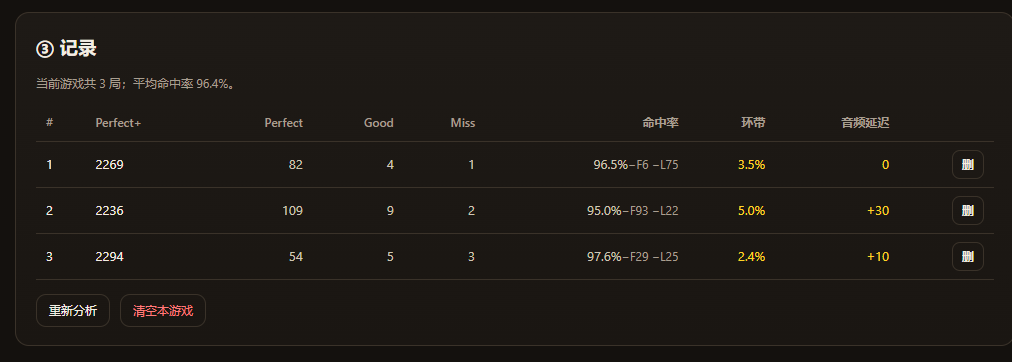 ③ 记录
当前游戏共 3 局；平均命中率 96.4%。
# Perfect+ Perfect Good Miss 命中率 环带 音频延迟
1 2269 82 4 1 96.5%−F6 −L75 3.5% 0 删
2 2236 109 9 2 95.0%−F93 −L22 5.0% +30 删
3 2294 54 5 3 97.6%−F29 −L25 2.4% +10 删
重新分析 清空本游戏